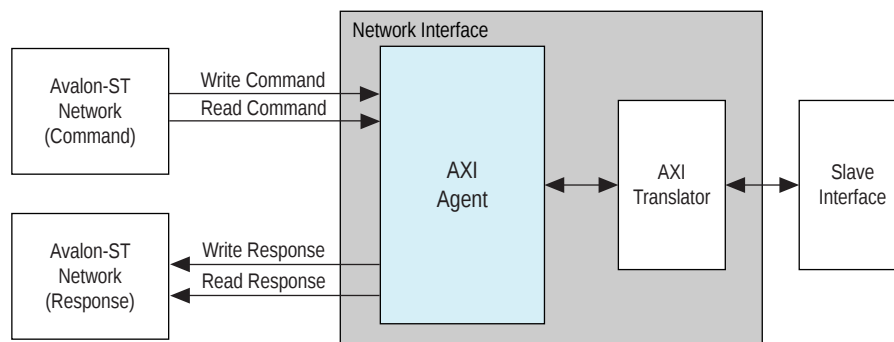 Network Interface
Avalon-ST
Network
(Command)
Write Command
Read Command
AXI
Agent
AXI
Translator
Slave
Interface
Avalon-ST
Network
(Response)
Write Response
Read Response